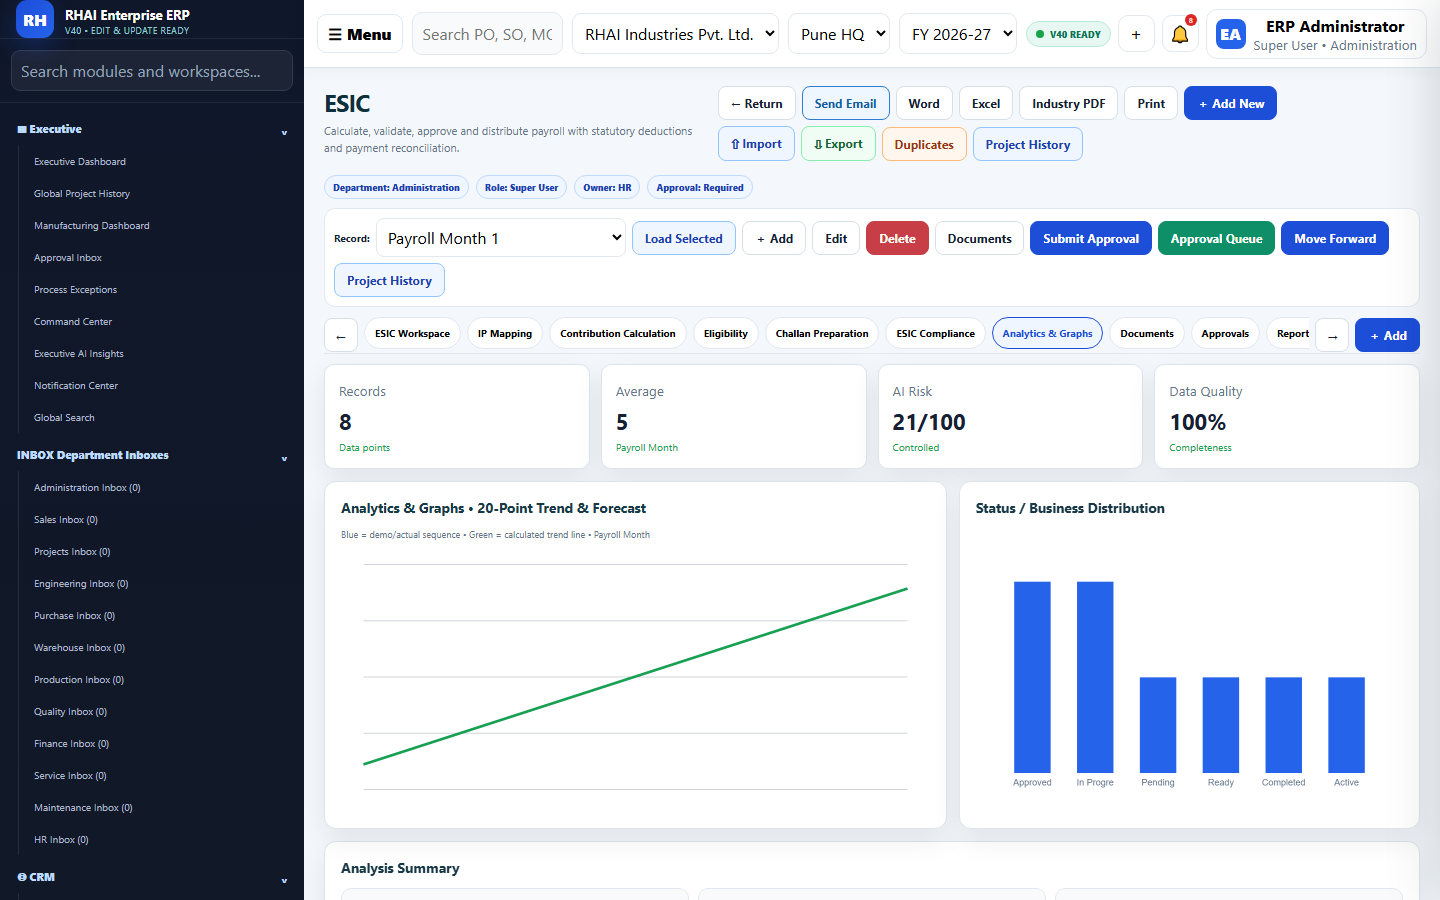 RH RHAI Enterprise ERP
V40 • EDIT & UPDATE READY
Search modules and workspaces...
Executive
Executive Dashboard
Global Project History
Manufacturing Dashboard
Approval Inbox
Process Exceptions
Command Center
Executive AI Insights
Notification Center
Global Search
INBOX Department Inboxes
Administration Inbox (0)
Sales Inbox (0)
Projects Inbox (0)
Engineering Inbox (0)
Purchase Inbox (0)
Warehouse Inbox (0)
Production Inbox (0)
Quality Inbox (0)
Finance Inbox (0)
Service Inbox (0)
Maintenance Inbox (0)
HR Inbox (0)
CRM
☰ Menu
Search PO, SO, MC
RHAI Industries Pvt. Ltd.
Pune HQ
FY 2026-27
V40 READY
+
8
EA
ERP Administrator
Super User • Administration
ESIC
Calculate, validate, approve and distribute payroll with statutory deductions
and payment reconciliation.
← Return
Send Email
Word
Excel
Industry PDF
Print
+ Add New
⇧ Import
⇩ Export
Duplicates
Project History
Department: Administration
Role: Super User
Owner: HR
Approval: Required
Record:
Payroll Month 1
Load Selected
+ Add
Edit
Delete
Documents
Submit Approval
Approval Queue
Move Forward
Project History
←
ESIC Workspace
IP Mapping
Contribution Calculation
Eligibility
Challan Preparation
ESIC Compliance
Analytics & Graphs
Documents
Approvals
Report
→
+ Add
Records
8
Data points
Average
5
Payroll Month
AI Risk
21/100
Controlled
Data Quality
100%
Completeness
Analytics & Graphs • 20-Point Trend & Forecast
Blue = demo/actual sequence • Green = calculated trend line • Payroll Month
Status / Business Distribution
Approved
In Progre
Pending
Ready
Completed
Active
Analysis Summary